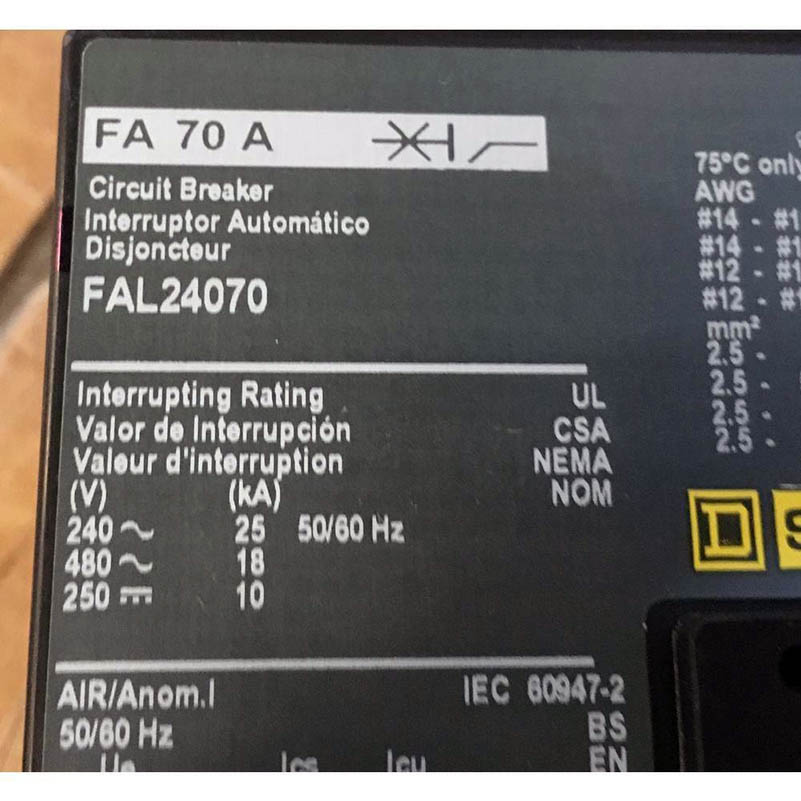 FA 70 A
Circuit Breaker
Interruptor Automático
Disjoncteur
FAL24070
Interrupting Rating UL
Valor de Interrupción CSA
Valeur d'interruption NEMA
(V) (kA) NOM
240 25 50/60 Hz
480 18
250 10
AIR/Anom.I IEC 60947-2
50/60 Hz BS
Ue Ics Icu EN
75°C only
AWG
#14 -
#14 -
#12 -
#12 -
mm²
2.5 -
2.5 -
2.5 -
2.5 -
D
S